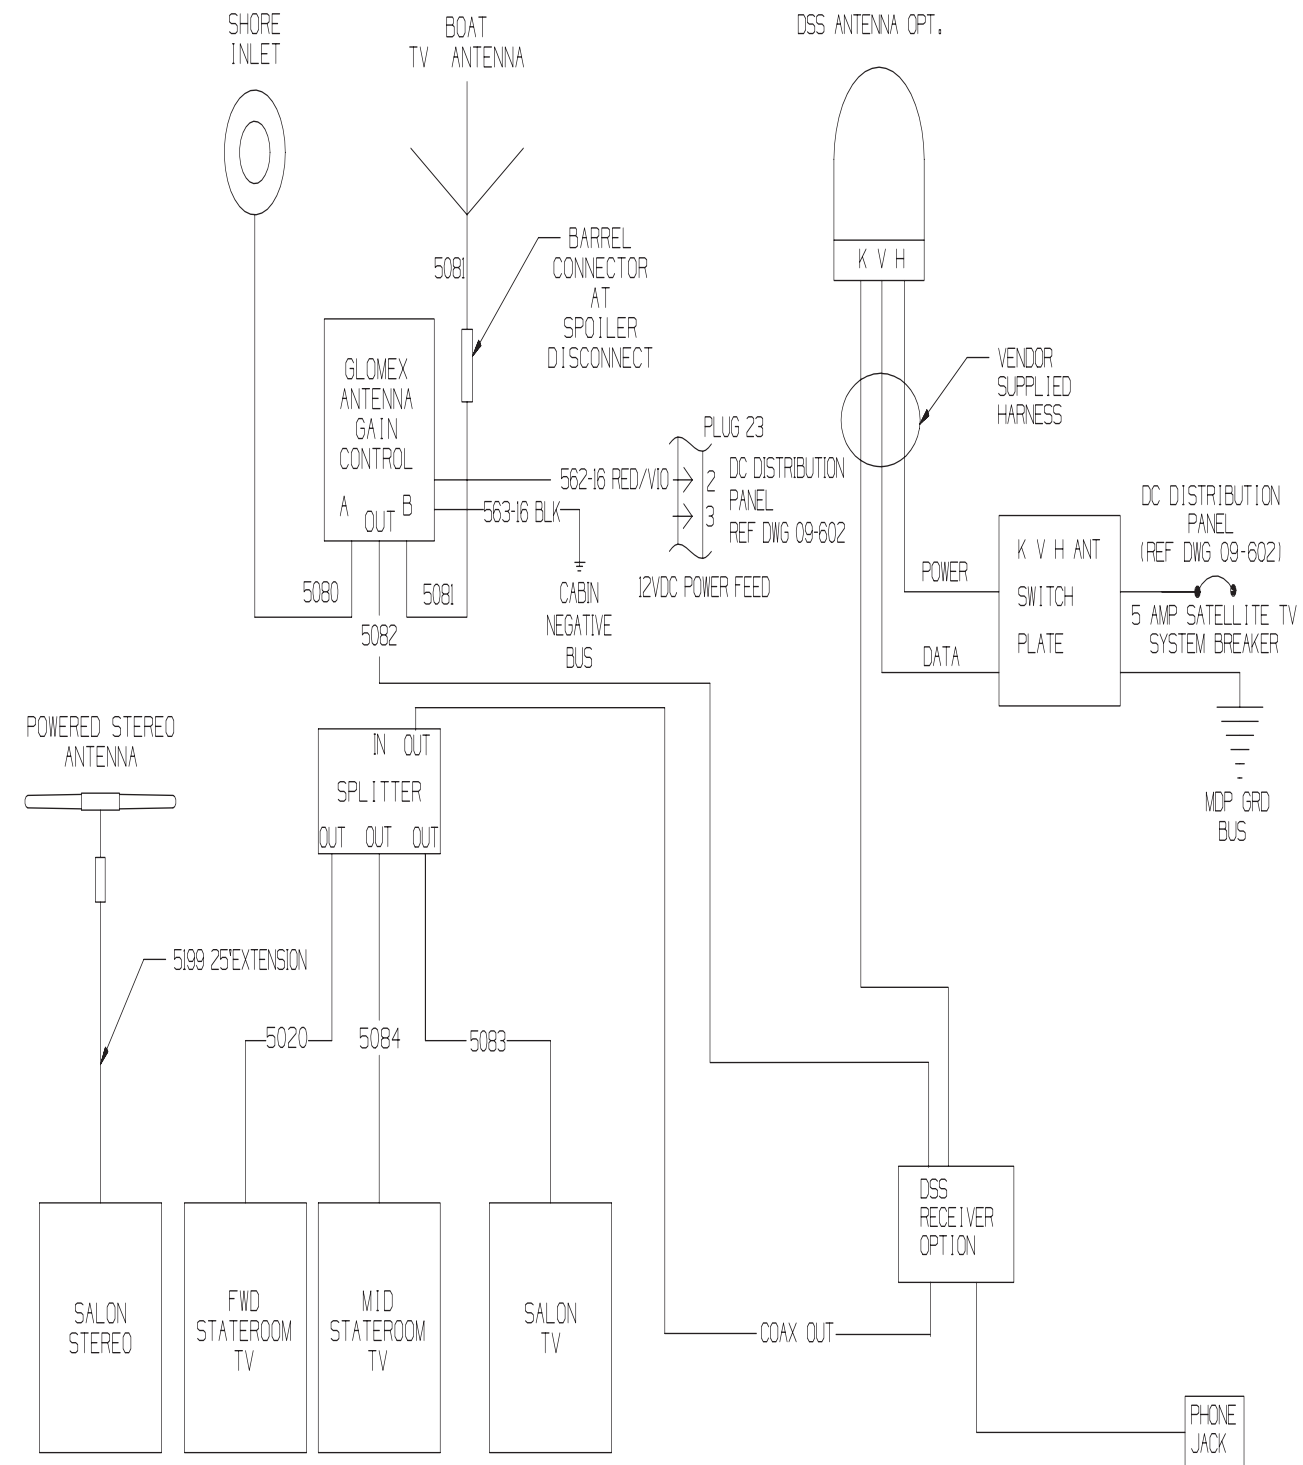 SHORE
INLET
BOAT
TV ANTENNA
DSS ANTENNA OPT.
K V H
5081
BARREL
CONNECTOR
AT
SPOILER
DISCONNECT
GLOMEX
ANTENNA
GAIN
CONTROL
A OUT B
VENDOR
SUPPLIED
HARNESS
PLUG 23
562-16 RED/VIO
2
3
DC DISTRIBUTION
PANEL
REF DWG 09-602
563-16 BLK
12VDC POWER FEED
CABIN
NEGATIVE
BUS
5080
5081
5082
DC DISTRIBUTION
PANEL
(REF DWG 09-602)
K V H ANT
SWITCH
PLATE
POWER
DATA
5 AMP SATELLITE TV
SYSTEM BREAKER
MDP GRD
BUS
POWERED STEREO
ANTENNA
IN OUT
SPLITTER
OUT OUT OUT
5199 25'EXTENSION
5020
5084
5083
DSS
RECEIVER
OPTION
SALON
STEREO
FWD
STATEROOM
TV
MID
STATEROOM
TV
SALON
TV
COAX OUT
PHONE
JACK